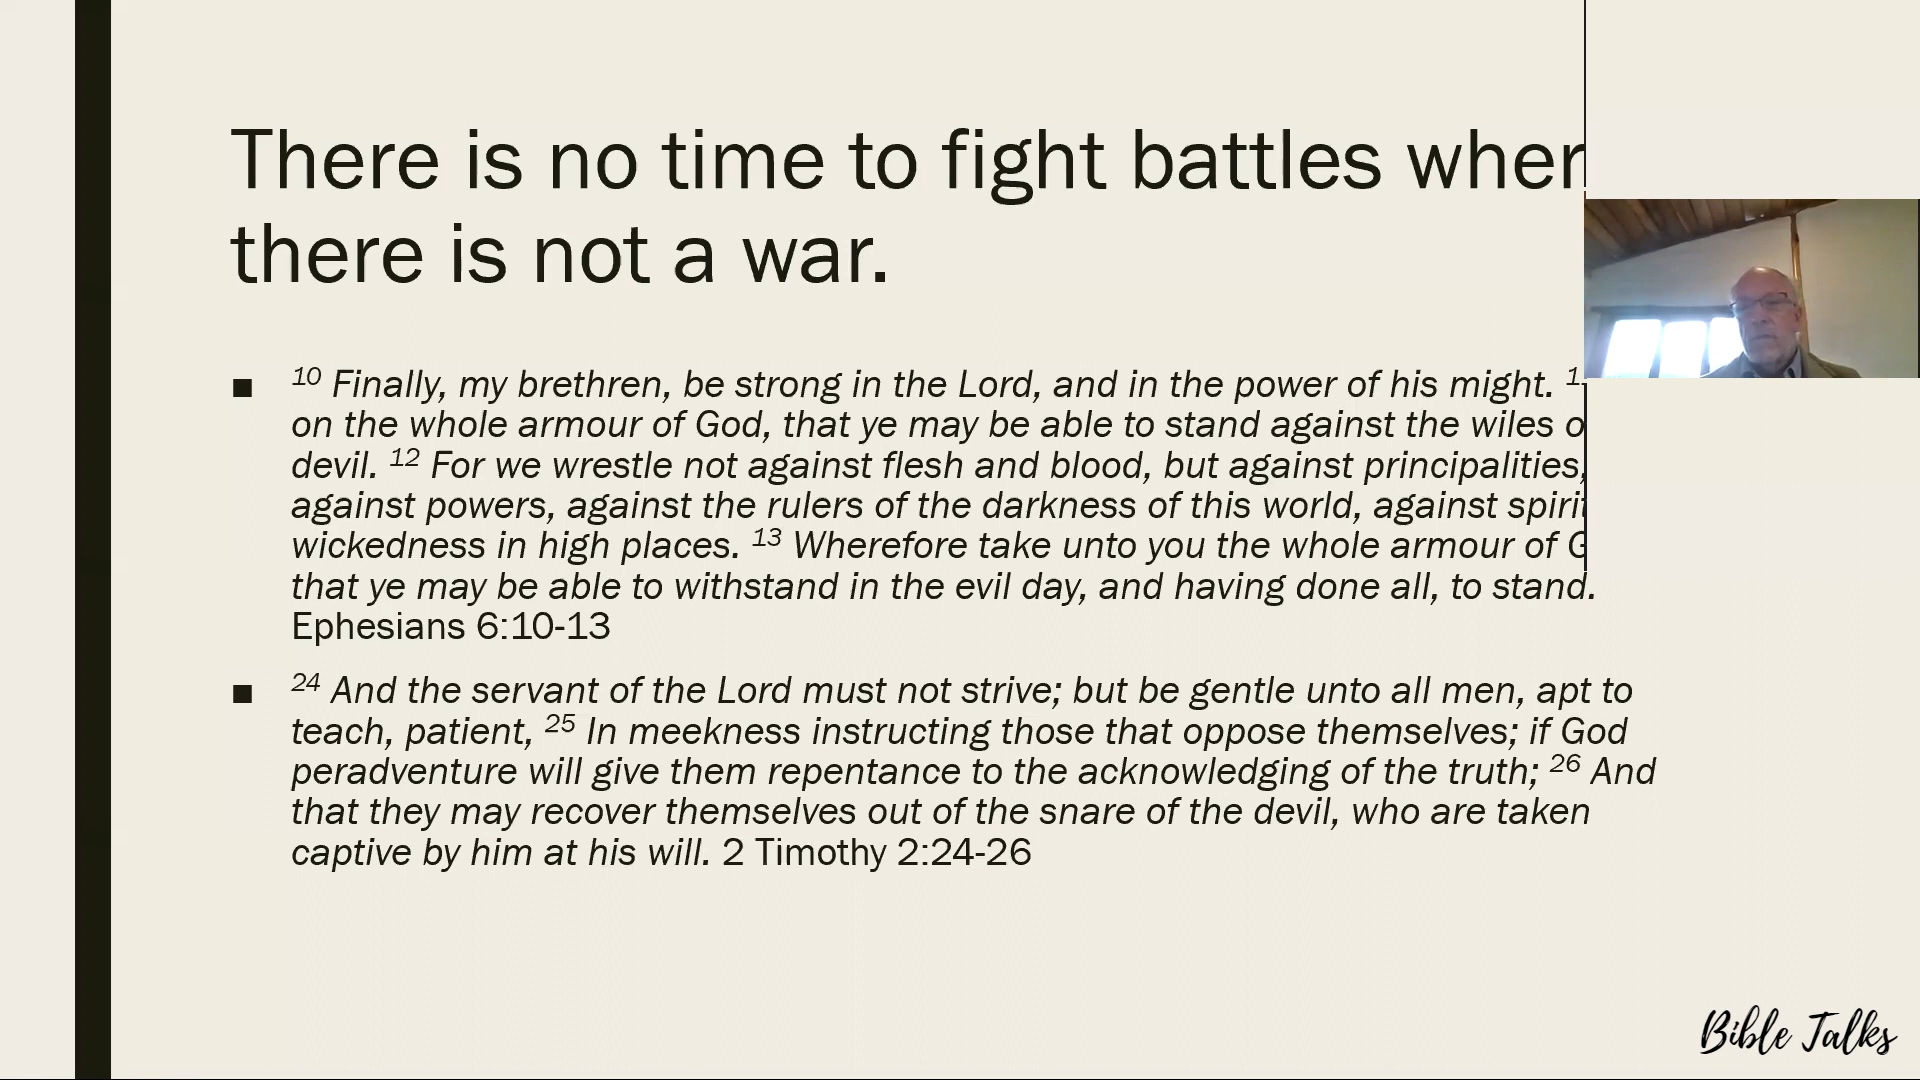 There is no time to fight battles
there is not a war.
■ 10 Finally, my brethren, be strong in the Lord, and in the power of his might.
on the whole armour of God, that ye may be able to stand against the wiles
devil. 12 For we wrestle not against flesh and blood, but against principalities,
against powers, against the rulers of the darkness of this world, against
wickedness in high places. 13 Wherefore take unto you the whole armour of
that ye may be able to withstand in the evil day, and having done all, to stand.
Ephesians 6:10-13
■ 24 And the servant of the Lord must not strive; but be gentle unto all men, apt to
teach, patient, 25 In meekness instructing those that oppose themselves; if God
peradventure will give them repentance to the acknowledging of the truth; 26 And
that they may recover themselves out of the snare of the devil, who are taken
captive by him at his will. 2 Timothy 2:24-26
Bible Talks